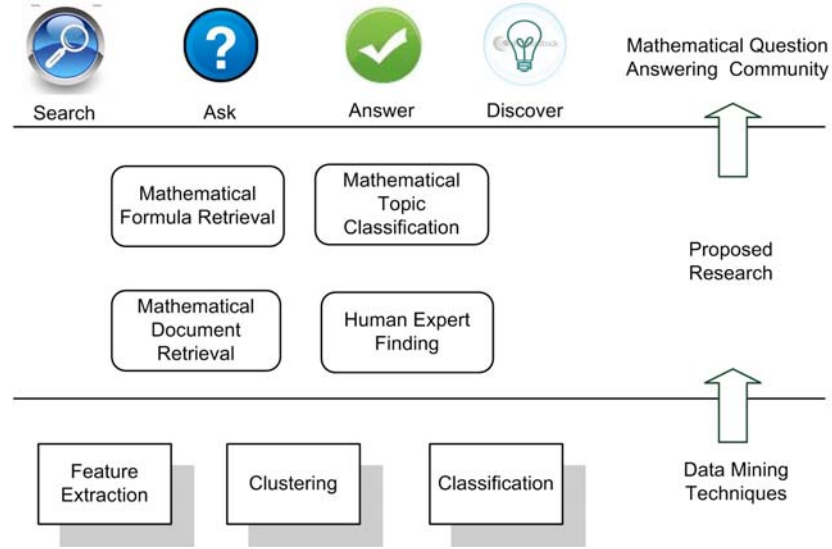 Search
Ask
Answer
Discover
Mathematical Question
Answering Community
Mathematical
Formula Retrieval
Mathematical
Topic
Classification
Proposed
Research
Mathematical
Document
Retrieval
Human Expert
Finding
Feature
Extraction
Clustering
Classification
Data Mining
Techniques